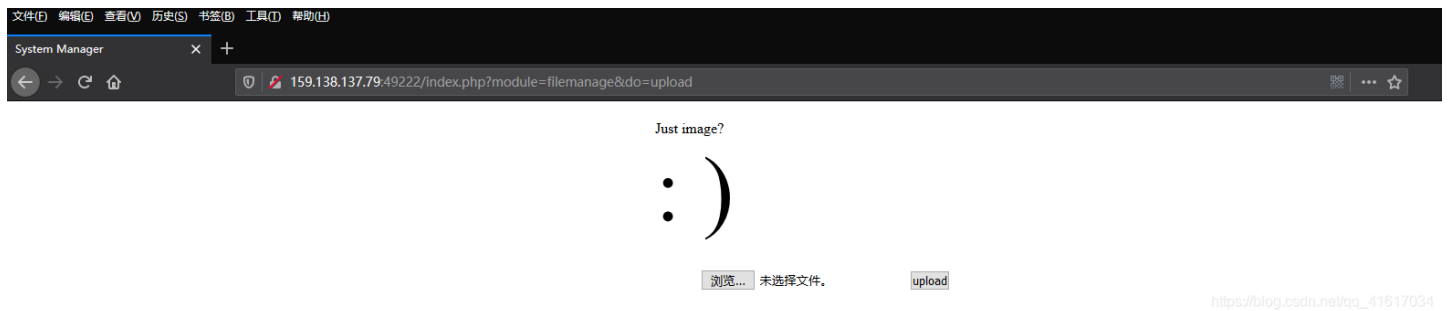 文件(F) 编辑(E) 查看(V) 历史(S) 书签(B) 工具(T) 帮助(H)
System Manager
159.138.137.79:49222/index.php?module=filemanage&do=upload
Just image?
: )
浏览... 未选择文件。 upload
https://blog.csdn.net/qq_41617034